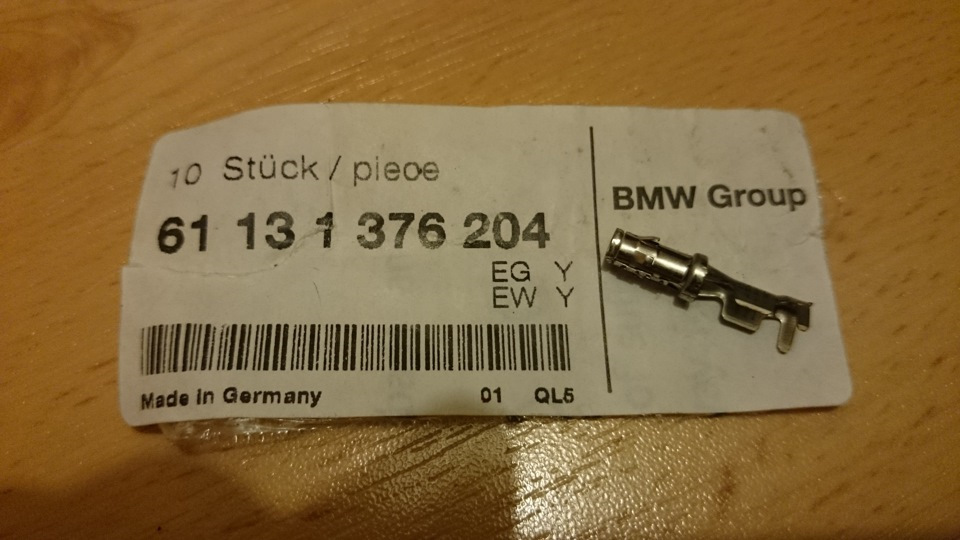 10 Stück / piece
61 13 1 376 204
EG Y
EW Y
Made in Germany 01 QL5
BMW Group